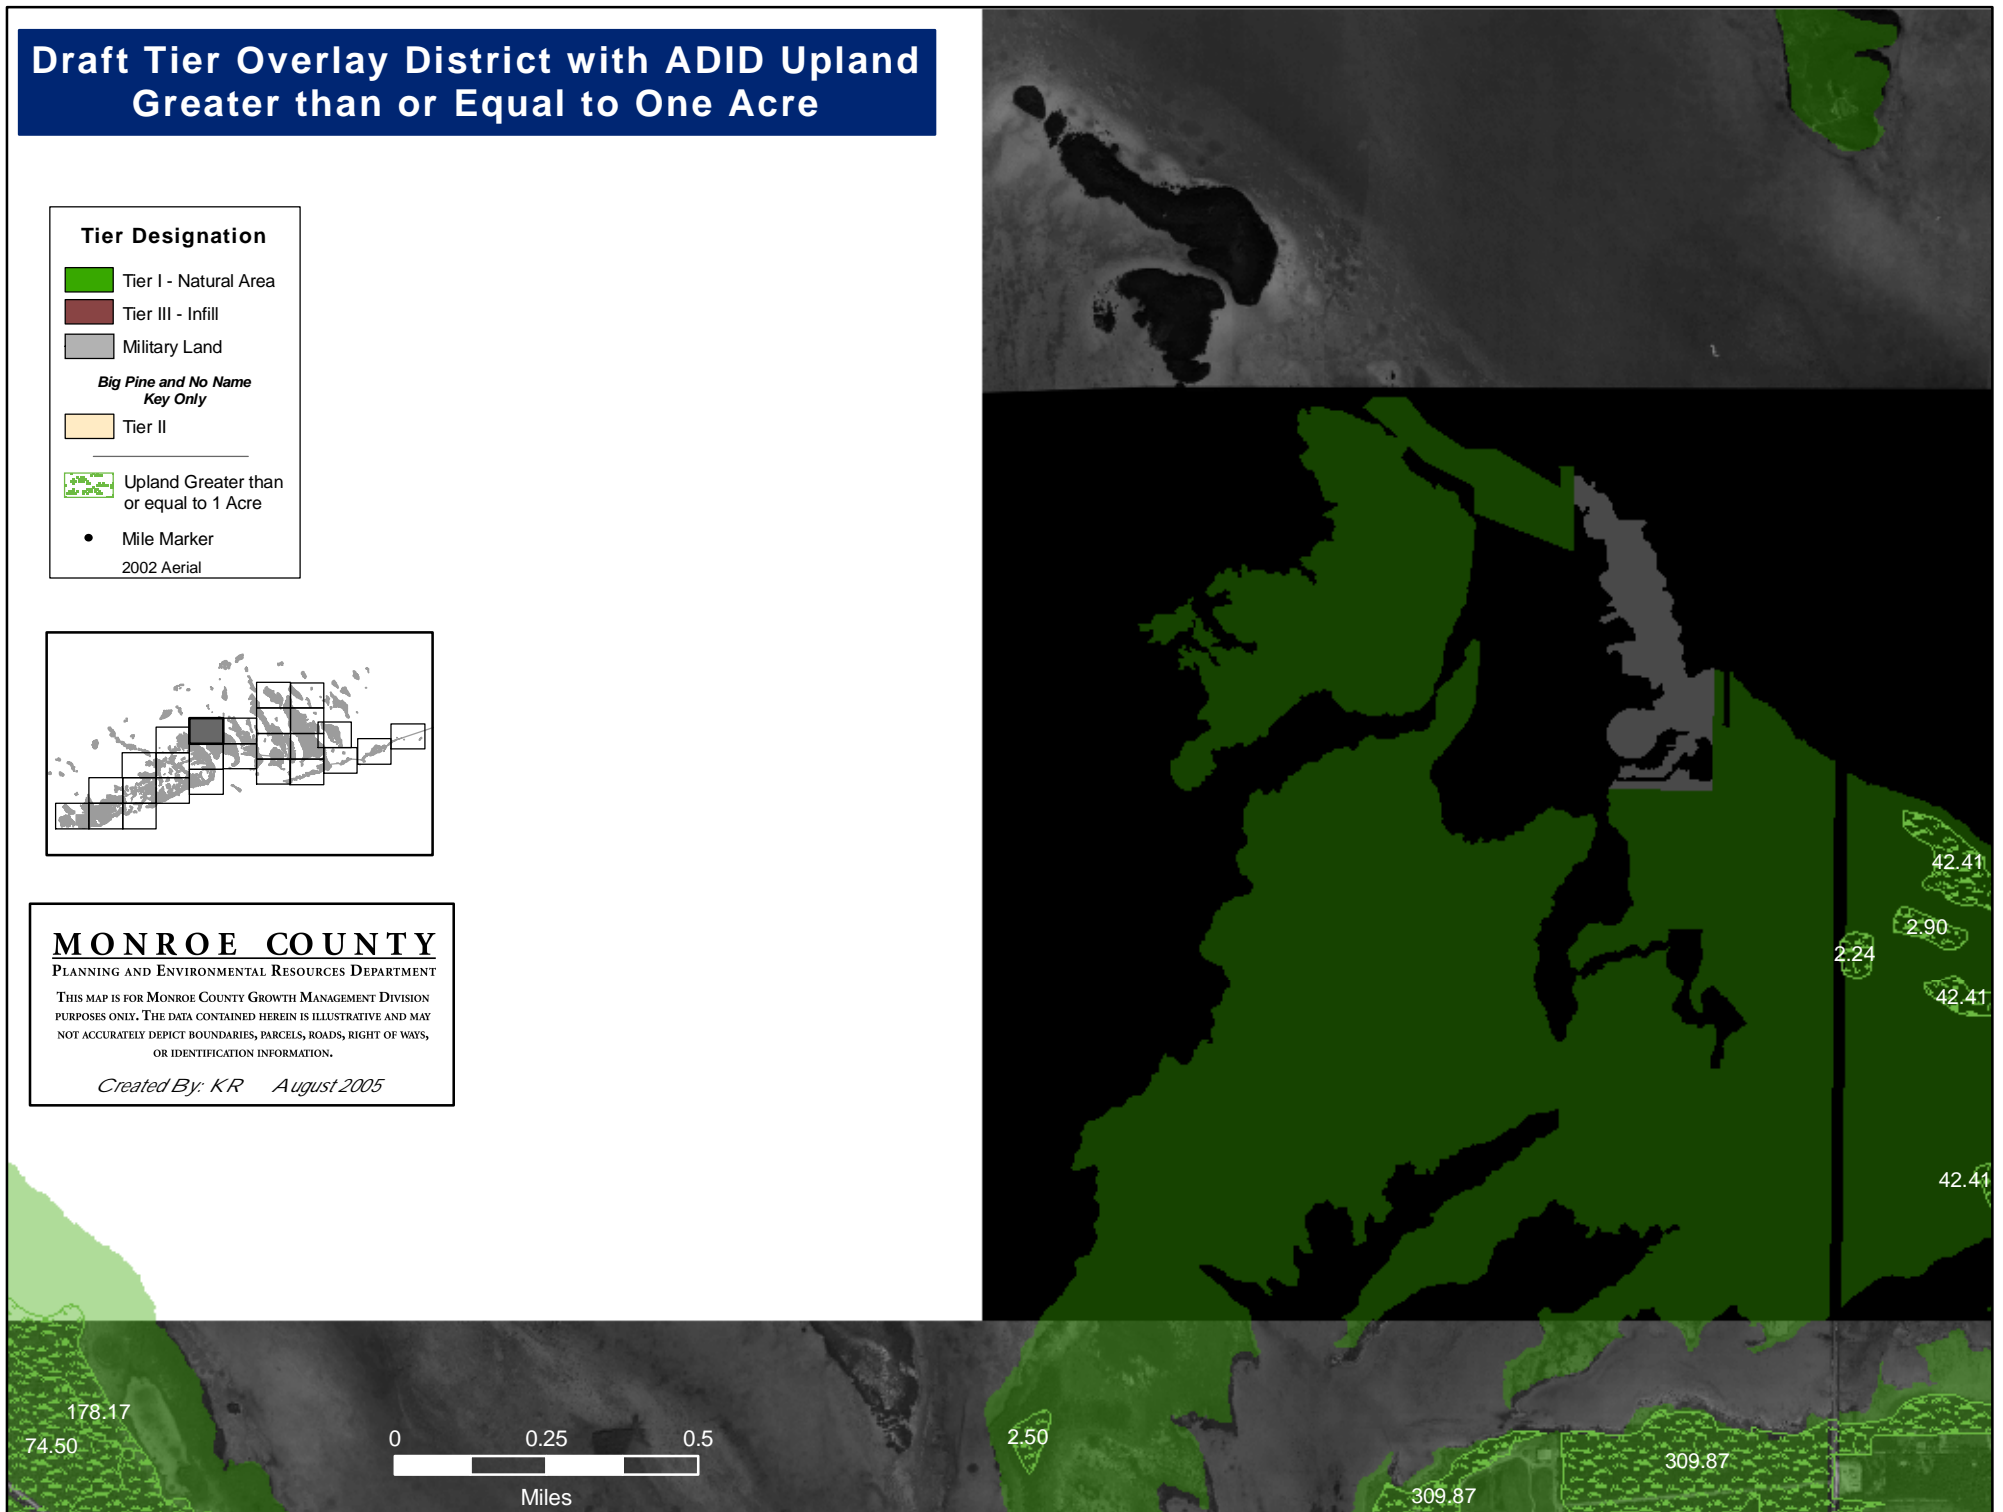 Draft Tier Overlay District with ADID Upland
Greater than or Equal to One Acre
Tier Designation
Tier I - Natural Area
Tier III - Infill
Military Land
Big Pine and No Name
Key Only
Tier II
Upland Greater than
or equal to 1 Acre
Mile Marker
2002 Aerial
MONROE COUNTY
PLANNING AND ENVIRONMENTAL RESOURCES DEPARTMENT
THIS MAP IS FOR MONROE COUNTY GROWTH MANAGEMENT DIVISION
PURPOSES ONLY. THE DATA CONTAINED HEREIN IS ILLUSTRATIVE AND MAY
NOT ACCURATELY DEPICT BOUNDARIES, PARCELS, ROADS, RIGHT OF WAYS,
OR IDENTIFICATION INFORMATION.
Created By: KR August 2005
42.41
2.90
2.24
42.41
42.41
178.17
74.50
0 0.25 0.5
Miles
2.50
309.87
309.87